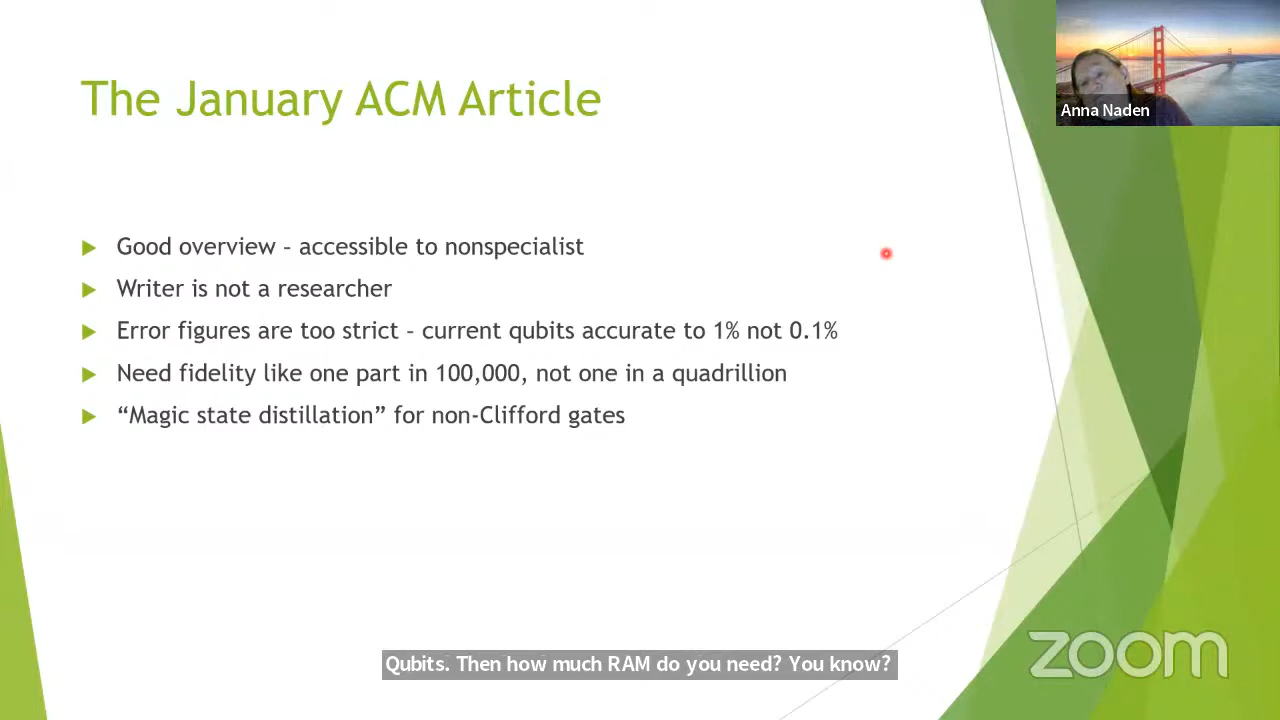 The January ACM Article
Anna Naden
Good overview – accessible to nonspecialist
Writer is not a researcher
Error figures are too strict – current qubits accurate to 1% not 0.1%
Need fidelity like one part in 100,000, not one in a quadrillion
“Magic state distillation” for non-Clifford gates
Qubits. Then how much RAM do you need? You know?
zoom